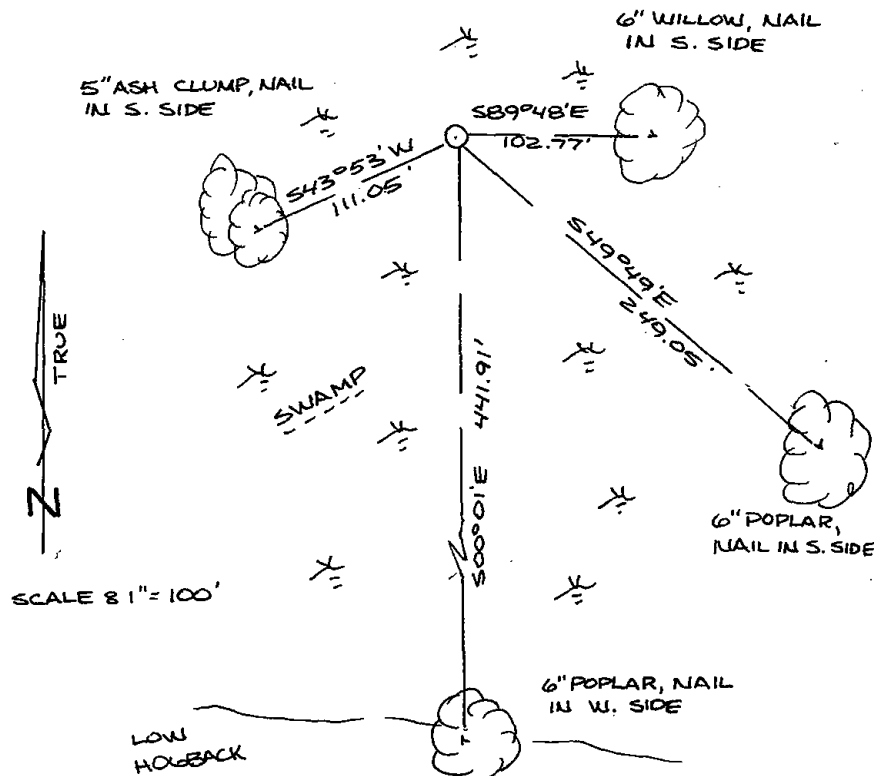 6" WILLOW, NAIL
IN S. SIDE
5" ASH CLUMP, NAIL
IN S. SIDE
S89°48'E
102.77'
S43°53'W
111.05'
S49°49'E
249.05'
TRUE
N
SWAMP
S00°01'E 441.91'
6" POPLAR,
NAIL IN S. SIDE
SCALE 8 1"=100'
6" POPLAR, NAIL
IN W. SIDE
LOW
HOGBACK